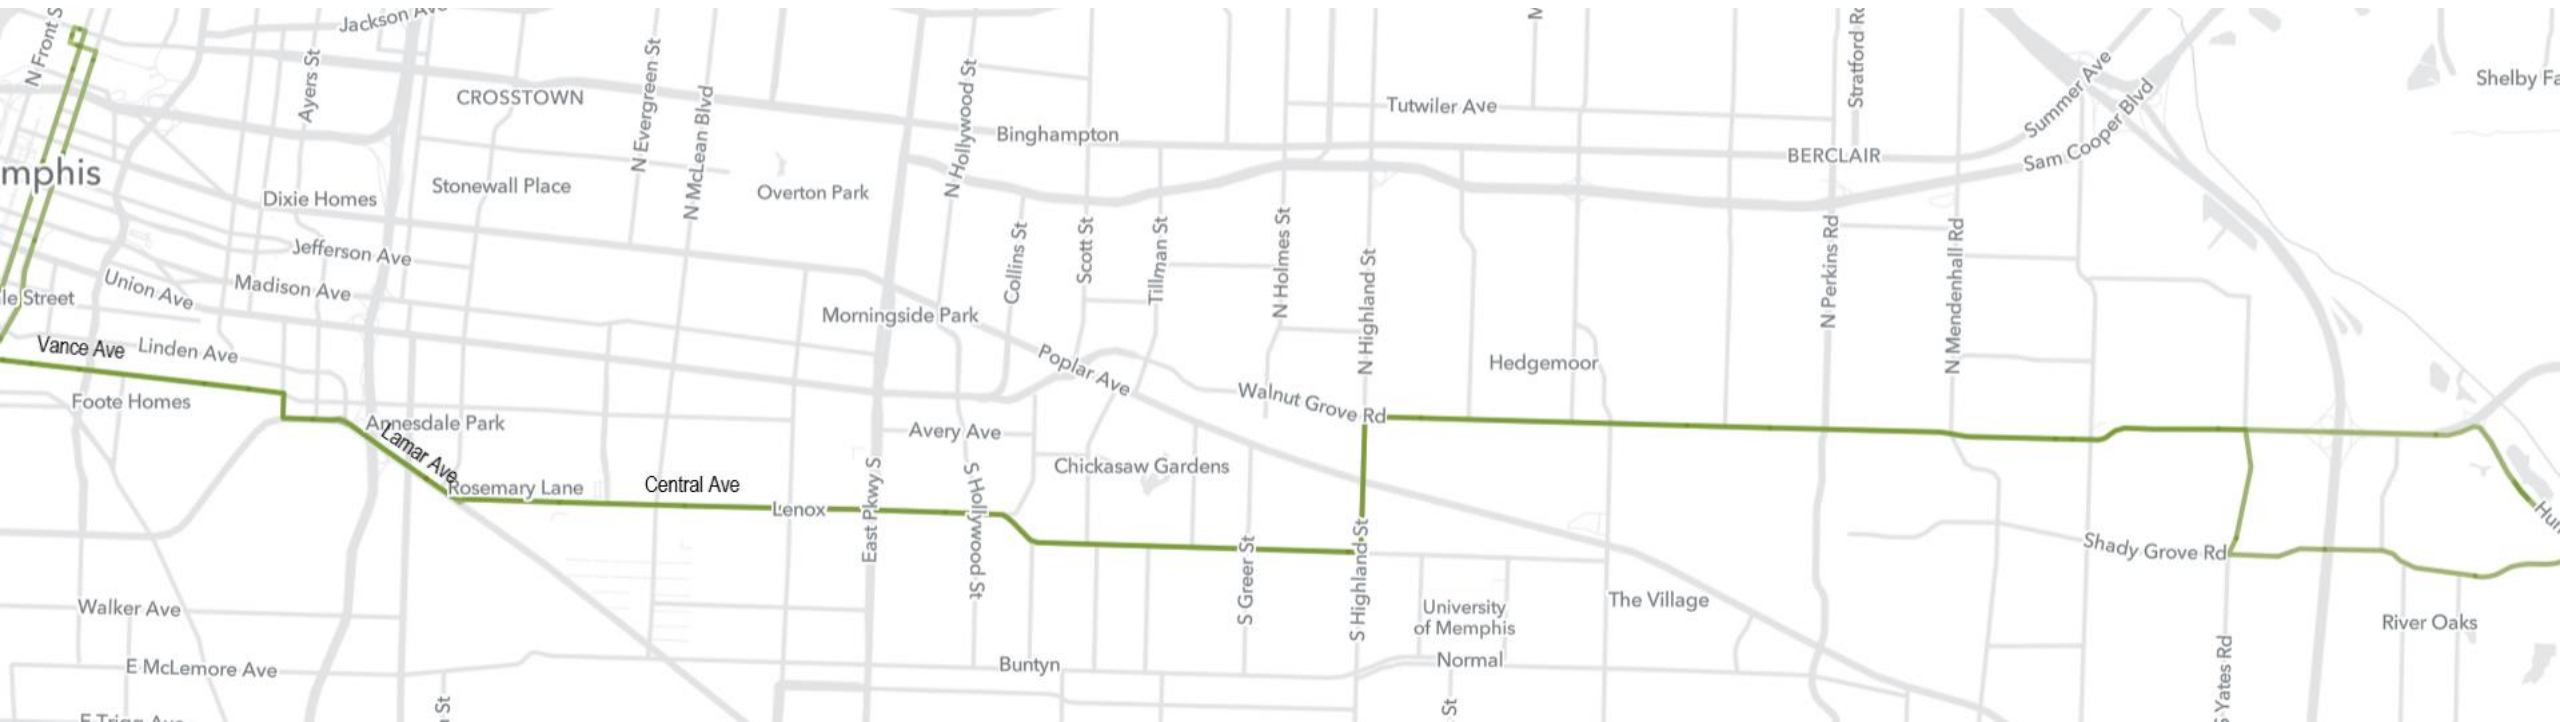 N Front S
Jackson Ave
Ayers St
CROSSTOWN
N Evergreen St
N McLean Blvd
N Hollywood St
Binghampton
Tutwiler Ave
Stratford Rd
Summer Ave
Sam Cooper Blvd
Shelby Fa
BERCLAIR
mphis
Dixie Homes
Stonewall Place
Overton Park
Jefferson Ave
Madison Ave
Union Ave
le Street
Collins St
Scott St
Tillman St
N Holmes St
N Highland St
N Perkins Rd
N Mendenhall Rd
Morningside Park
Vance Ave
Linden Ave
Poplar Ave
Walnut Grove Rd
Hedgemoor
Foote Homes
Annesdale Park
Lamar Ave
Avery Ave
Chickasaw Gardens
Rosemary Lane
Central Ave
Lenox
East Pkwy S
S Hollywood St
S Greer St
S Highland St
Shady Grove Rd
Hun
Walker Ave
University
of Memphis
The Village
River Oaks
E McLemore Ave
Buntyn
Normal
St
St
S Yates Rd